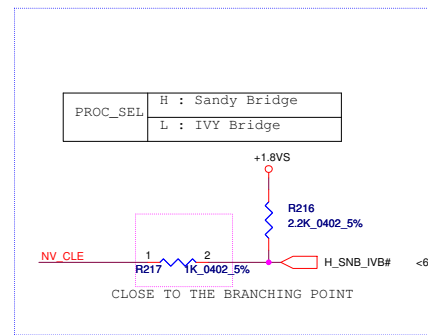 PROC_SEL
H : Sandy Bridge
L : IVY Bridge
+1.8VS
R216
2.2K_0402_5%
NV_CLE
1
2
R217
1K_0402_5%
H_SNB_IVB#
<6
CLOSE TO THE BRANCHING POINT